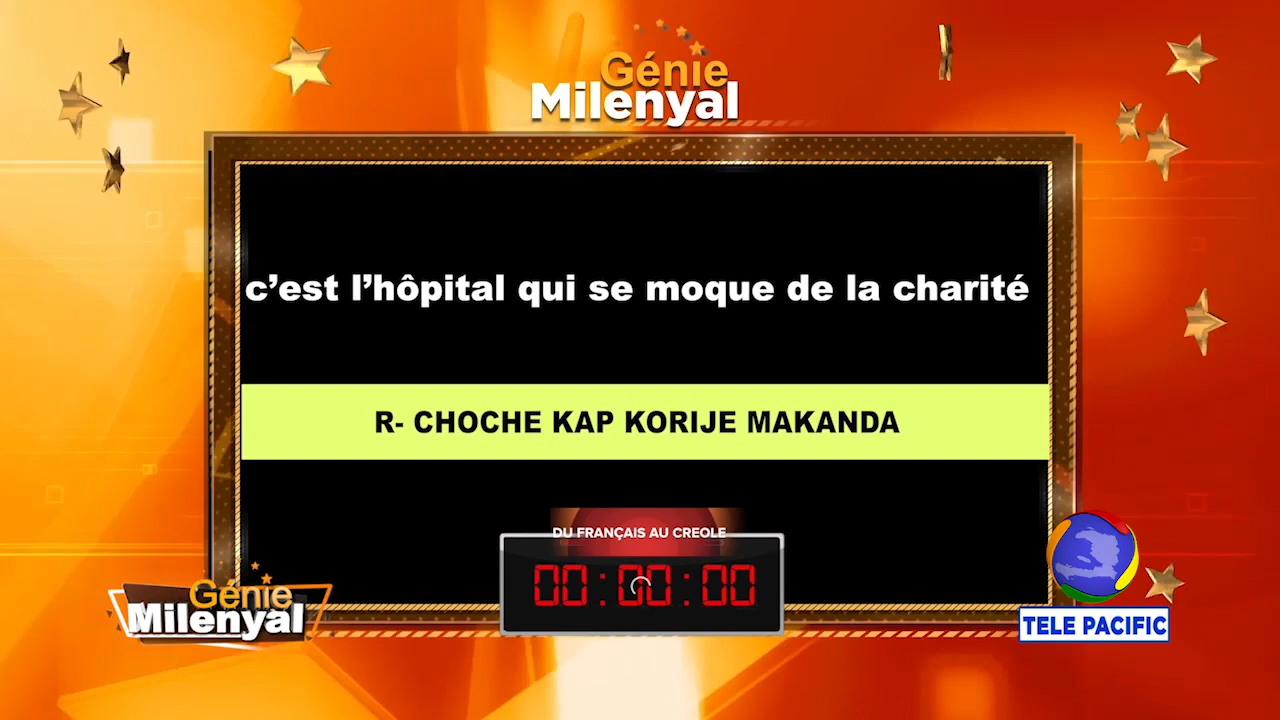 Génie
Milenyal
c’est l’hôpital qui se moque de la charité
R- CHOCHE KAP KORIJE MAKANDA
DU FRANÇAIS AU CREOLE
00:00:00
Génie
Milenyal
TELE PACIFIC